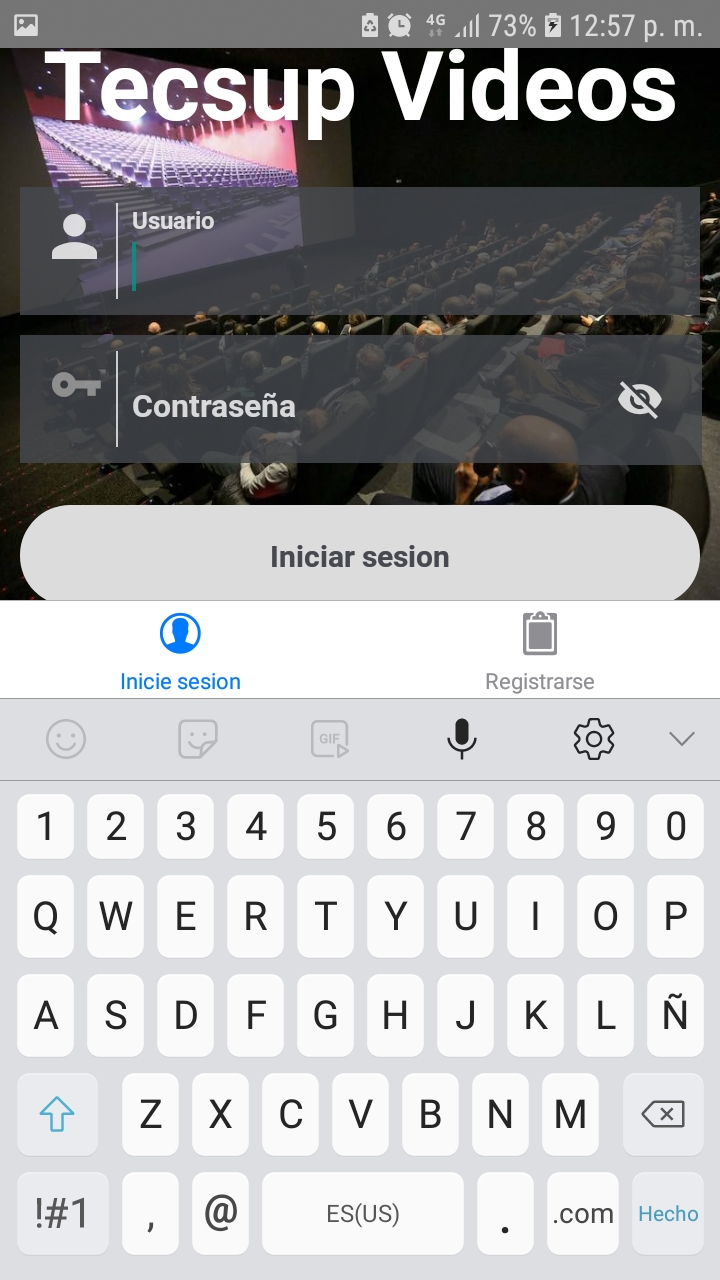 4G 73% 12:57 p. m.
Tecsup Videos
Usuario
Contraseña
Iniciar sesion
Inicie sesion Registrarse
GIF
1 2 3 4 5 6 7 8 9 0
Q W E R T Y U I O P
A S D F G H J K L Ñ
Z X C V B N M
!#1 , @ ES(US) . .com Hecho